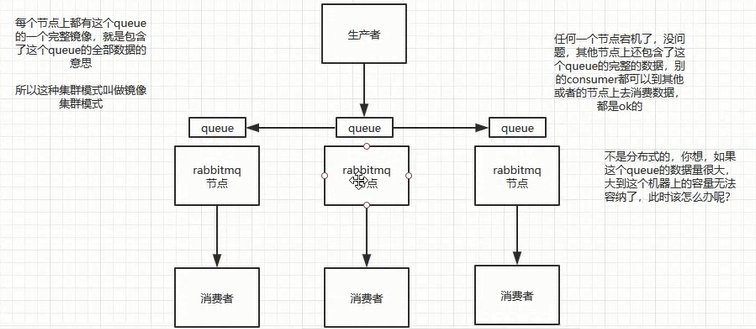 每个节点上都有这个queue
的一个完整镜像，就是包含
了这个queue的全部数据的
意思
所以这种集群模式叫做镜像
集群模式
生产者
任何一个节点宕机了，没问
题，其他节点上还包含了这
个queue的完整的数据，别
的consumer都可以到其他
或者的节点上去消费数据，
都是ok的
queue
queue
queue
rabbitmq
节点
rabbitmq
节点
rabbitmq
节点
不是分布式的，你想，如果
这个queue的数据量很大，
大到这个机器上的容量无法
容纳了，此时该怎么办呢？
消费者
消费者
消费者